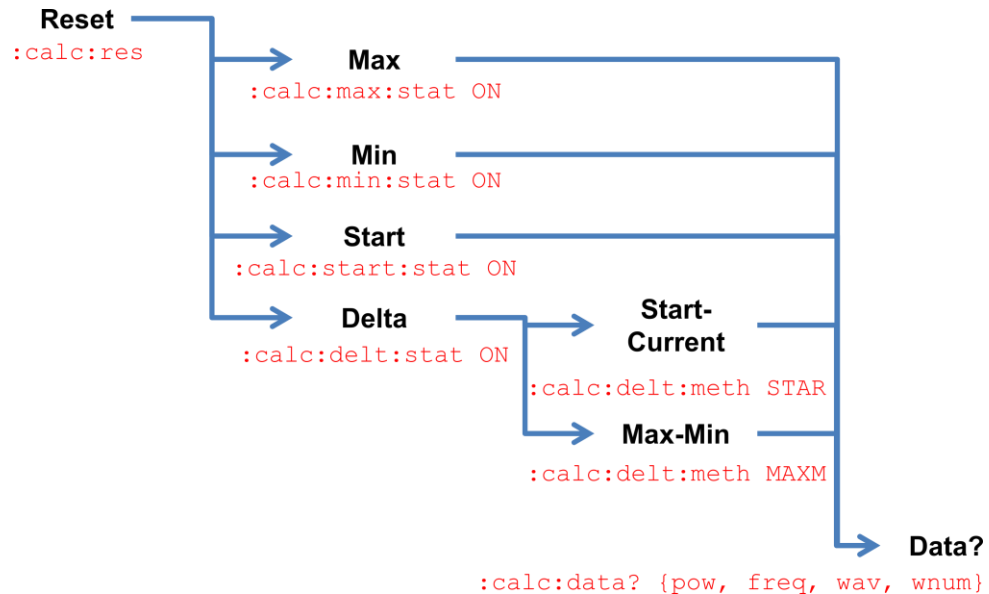 Reset
:calc:res
Max
:calc:max:stat ON
Min
:calc:min:stat ON
Start
:calc:start:stat ON
Delta
:calc:delt:stat ON
Start-
Current
:calc:delt:meth STAR
Max-Min
:calc:delt:meth MAXM
Data?
:calc:data? {pow, freq, wav, wnum}